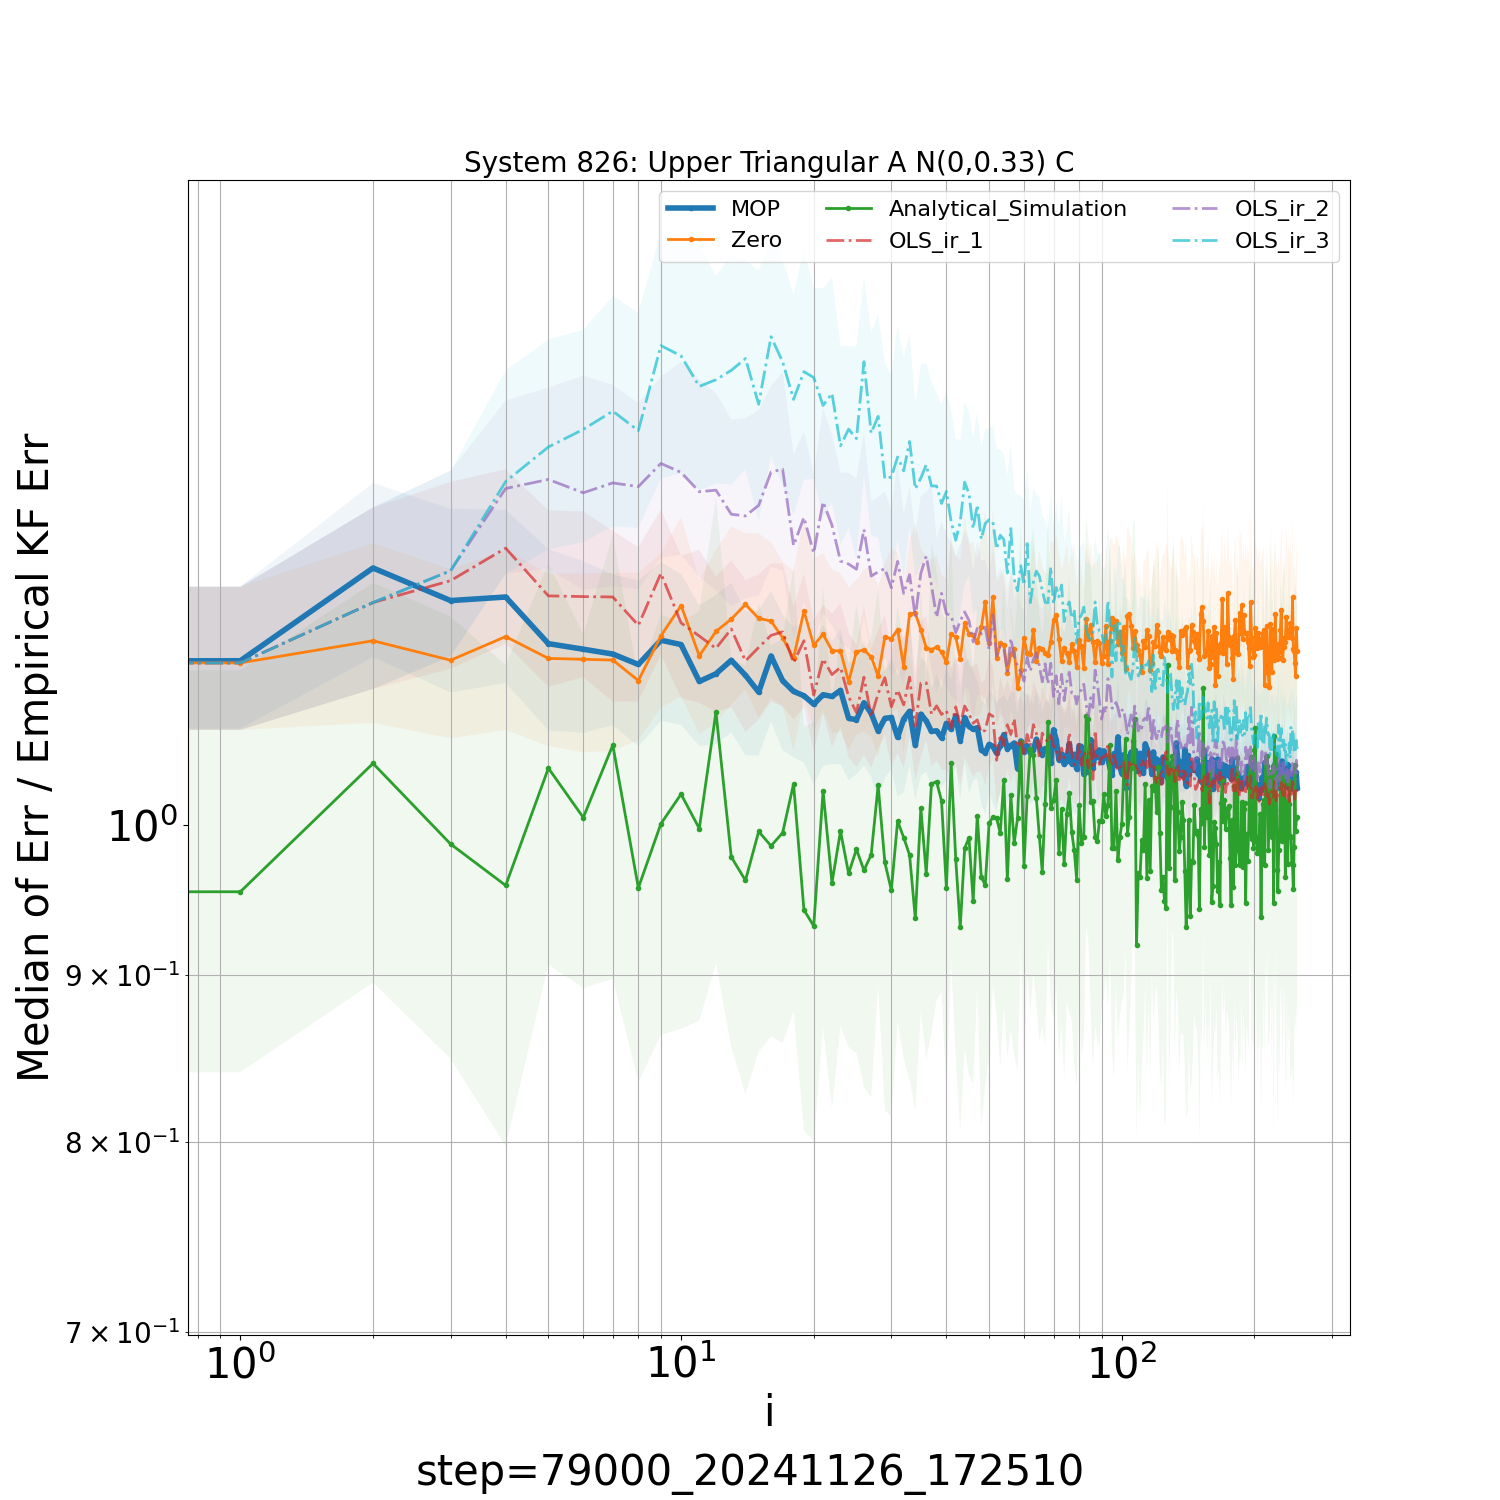 System 826: Upper Triangular A N(0,0.33) C
MOP
Zero
Analytical_Simulation
OLS_ir_1
OLS_ir_2
OLS_ir_3
Median of Err / Empirical KF Err
10⁰
9 × 10⁻¹
8 × 10⁻¹
7 × 10⁻¹
10⁰ 10¹ 10²
i
step=79000_20241126_172510